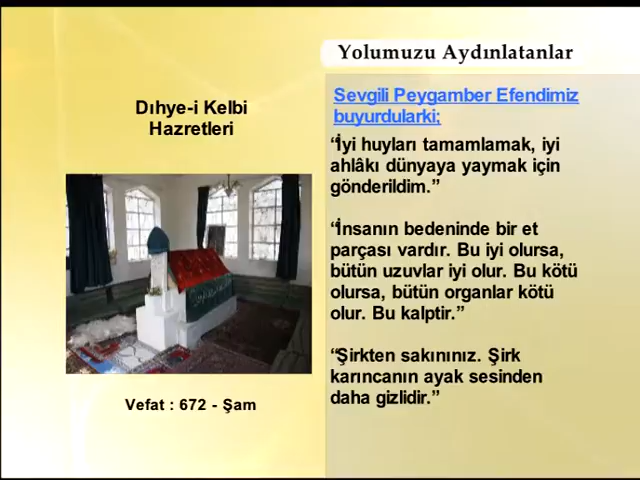 Yolumuzu Aydınlatanlar
Dıhye-i Kelbi
Hazretleri
Vefat : 672 - Şam
Sevgili Peygamber Efendimiz
buyurdularki;
“İyi huyları tamamlamak, iyi
ahlâkı dünyaya yaymak için
gönderildim.”
“İnsanın bedeninde bir et
parçası vardır. Bu iyi olursa,
bütün uzuvlar iyi olur. Bu kötü
olursa, bütün organlar kötü
olur. Bu kalptir.”
“Şirkten sakınınız. Şirk
karıncanın ayak sesinden
daha gizlidir.”